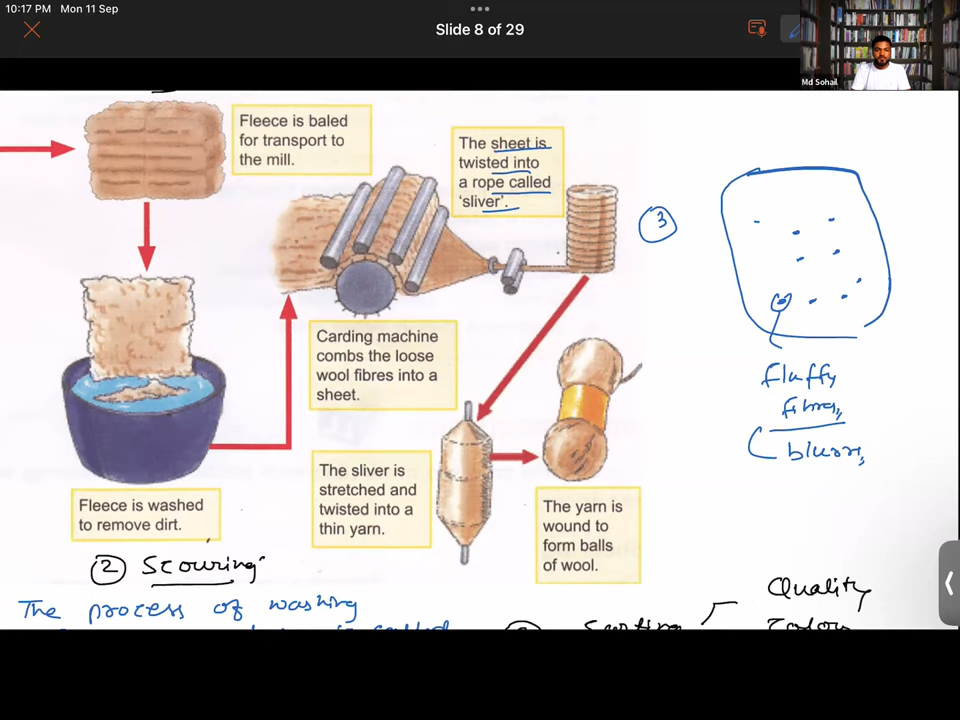 10:17 PM Mon 11 Sep
Slide 8 of 29
Md Sohail
Fleece is baled
for transport to
the mill.
The sheet is
twisted into
a rope called
‘sliver’.
3
Carding machine
combs the loose
wool fibres into a
sheet.
fluffy
fibres,
Fleece is washed
to remove dirt.
The sliver is
stretched and
twisted into a
thin yarn.
The yarn is
wound to
form balls
of wool.
2 Scouring
The process of washing
called
Sorting
Quality